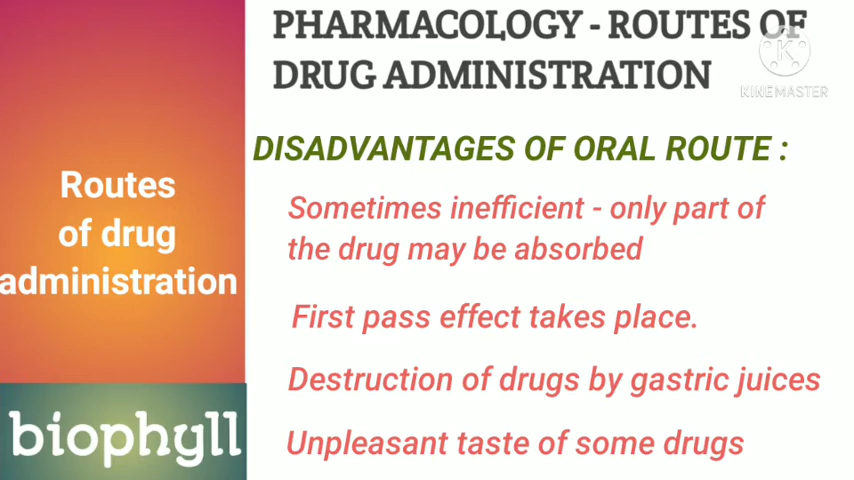 PHARMACOLOGY - ROUTES OF
DRUG ADMINISTRATION
KINEMASTER
DISADVANTAGES OF ORAL ROUTE :
Routes
of drug
administration
Sometimes inefficient - only part of
the drug may be absorbed
First pass effect takes place.
Destruction of drugs by gastric juices
Unpleasant taste of some drugs
biophyll